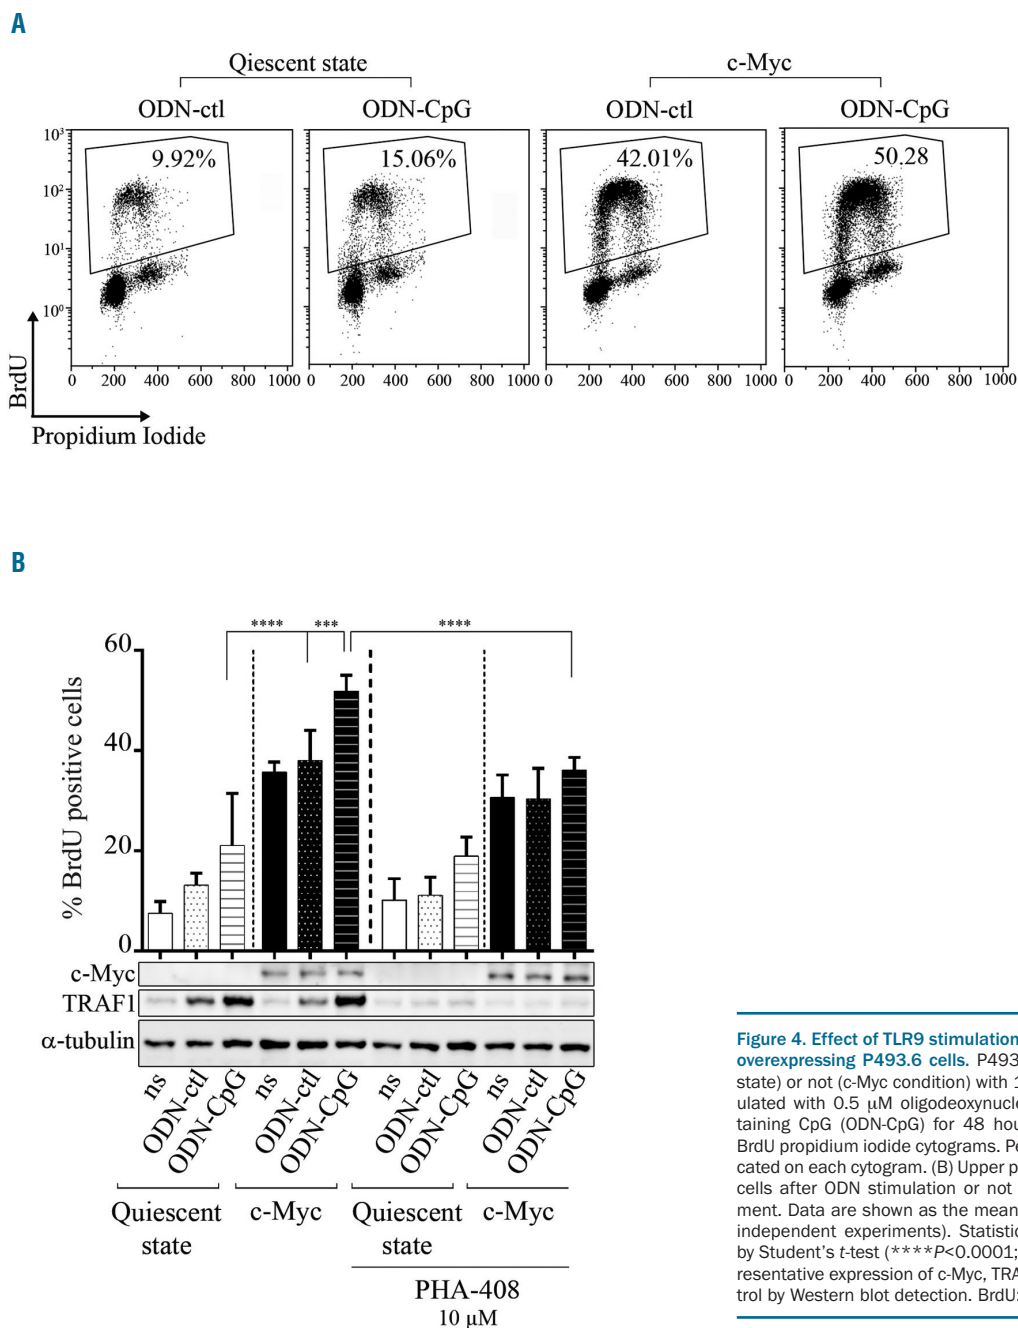 A
Qiescent state
c-Myc
ODN-ctl
ODN-CpG
ODN-ctl
ODN-CpG
10³
10²
10¹
10⁰
9.92%
15.06%
42.01%
50.28
0 200 400 600 800 1000
0 200 400 600 800 1000
0 200 400 600 800 1000
0 200 400 600 800 1000
BrdU
Propidium Iodide
B
**** *** ****
% BrdU positive cells
60
40
20
0
c-Myc
TRAF1
α-tubulin
ns ODN-ctl ODN-CpG ns ODN-ctl ODN-CpG ns ODN-ctl ODN-CpG ns ODN-ctl ODN-CpG
Quiescent state
c-Myc
Quiescent state
c-Myc
PHA-408
10 μM
Figure 4. Effect of TLR9 stimulation
overexpressing P493.6 cells. P493
state) or not (c-Myc condition) with 1
ulated with 0.5 μM oligodeoxynucle
taining CpG (ODN-CpG) for 48 hou
BrdU propidium iodide cytograms. Pe
cated on each cytogram. (B) Upper p
cells after ODN stimulation or not
ment. Data are shown as the mean
independent experiments). Statistic
by Student's t-test (****P<0.0001;
resentative expression of c-Myc, TRA
trol by Western blot detection. BrdU: